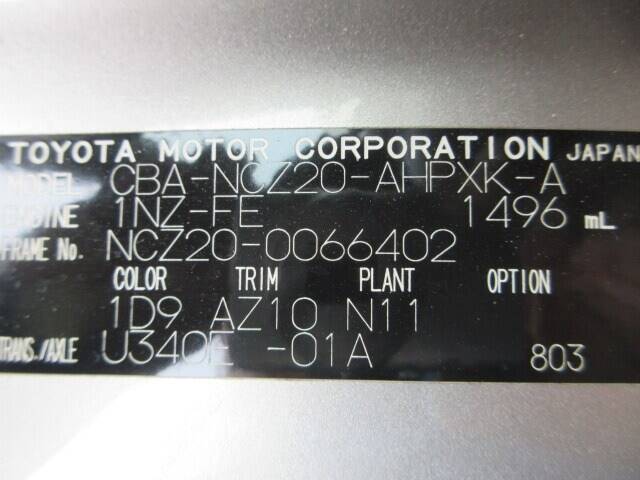 TOYOTA MOTOR CORPORATION JAPAN
MODEL CBA-NCZ20-AHPXK-A
ENGINE 1NZ-FE 1496 mL
FRAME No. NCZ20-0066402
COLOR TRIM PLANT OPTION
1D9 AZ10 N11
TRANS./AXLE U340E -01A 803